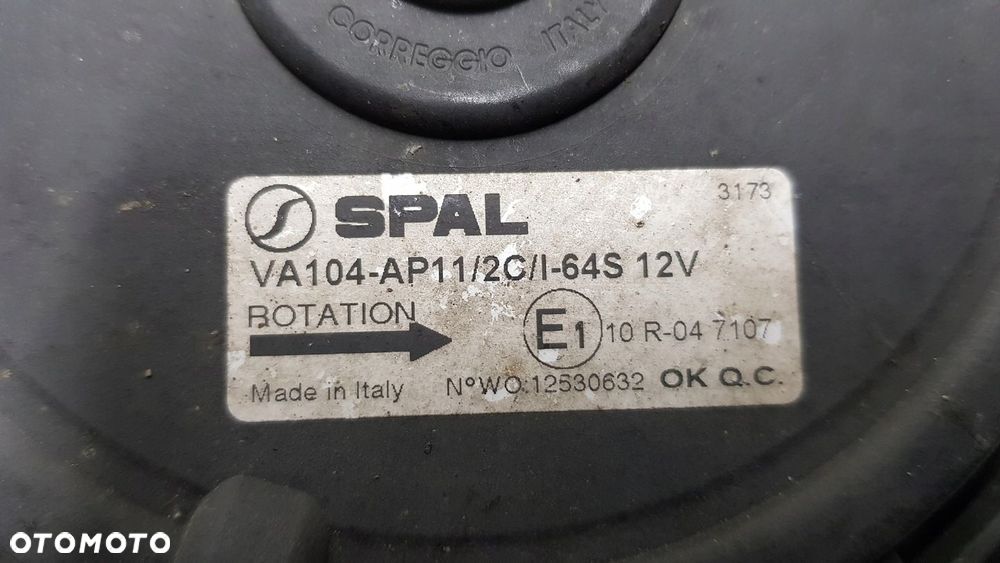 CORREGGIO ITALY
3173
SPAL
VA104-AP11/2C/I-64S 12V
ROTATION
E1 10 R-04 7107
Made in Italy N°WO:12530632 OK Q.C.
OTOMOTO